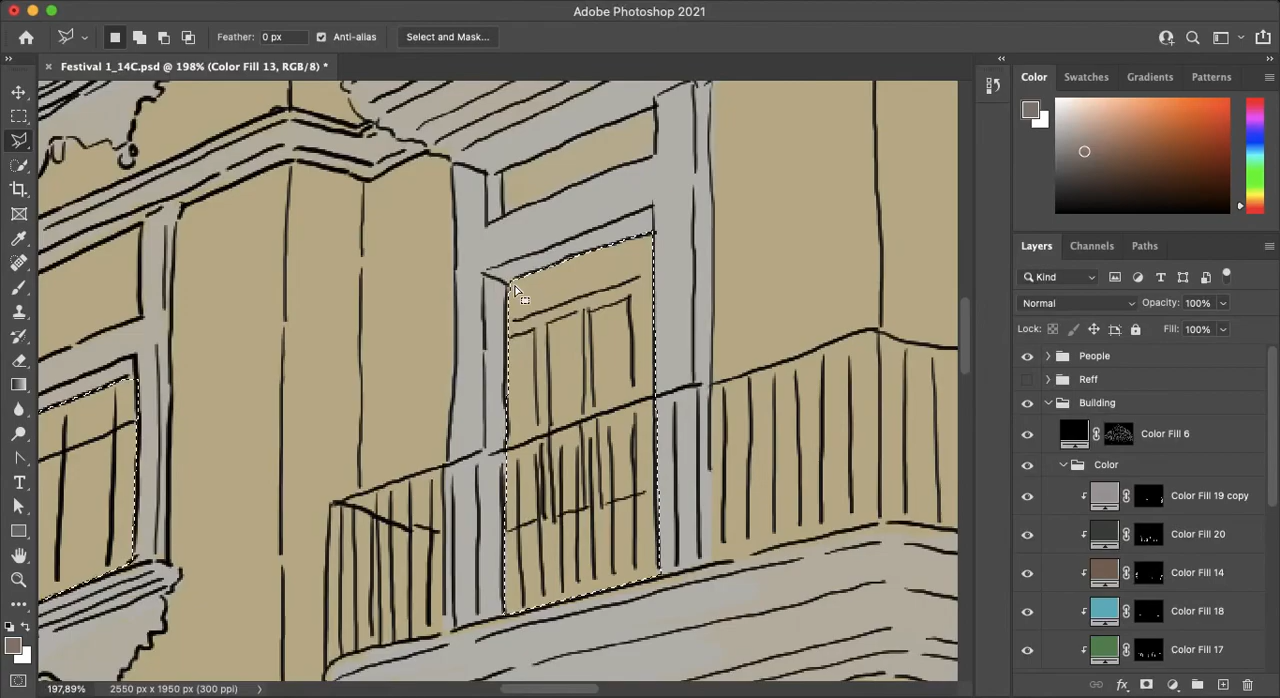 Adobe Photoshop 2021
Feather: 0 px Anti-alias Select and Mask...
Festival 1_14C.psd @ 198% (Color Fill 13, RGB/8) *
Color Swatches Gradients Patterns
Layers Channels Paths
Kind
Normal Opacity: 100%
Lock: Fill: 100%
People
Reff
Building
Color Fill 6
Color
Color Fill 19 copy
Color Fill 20
Color Fill 14
Color Fill 18
Color Fill 17
197,89% 2550 px x 1950 px (300 ppi)